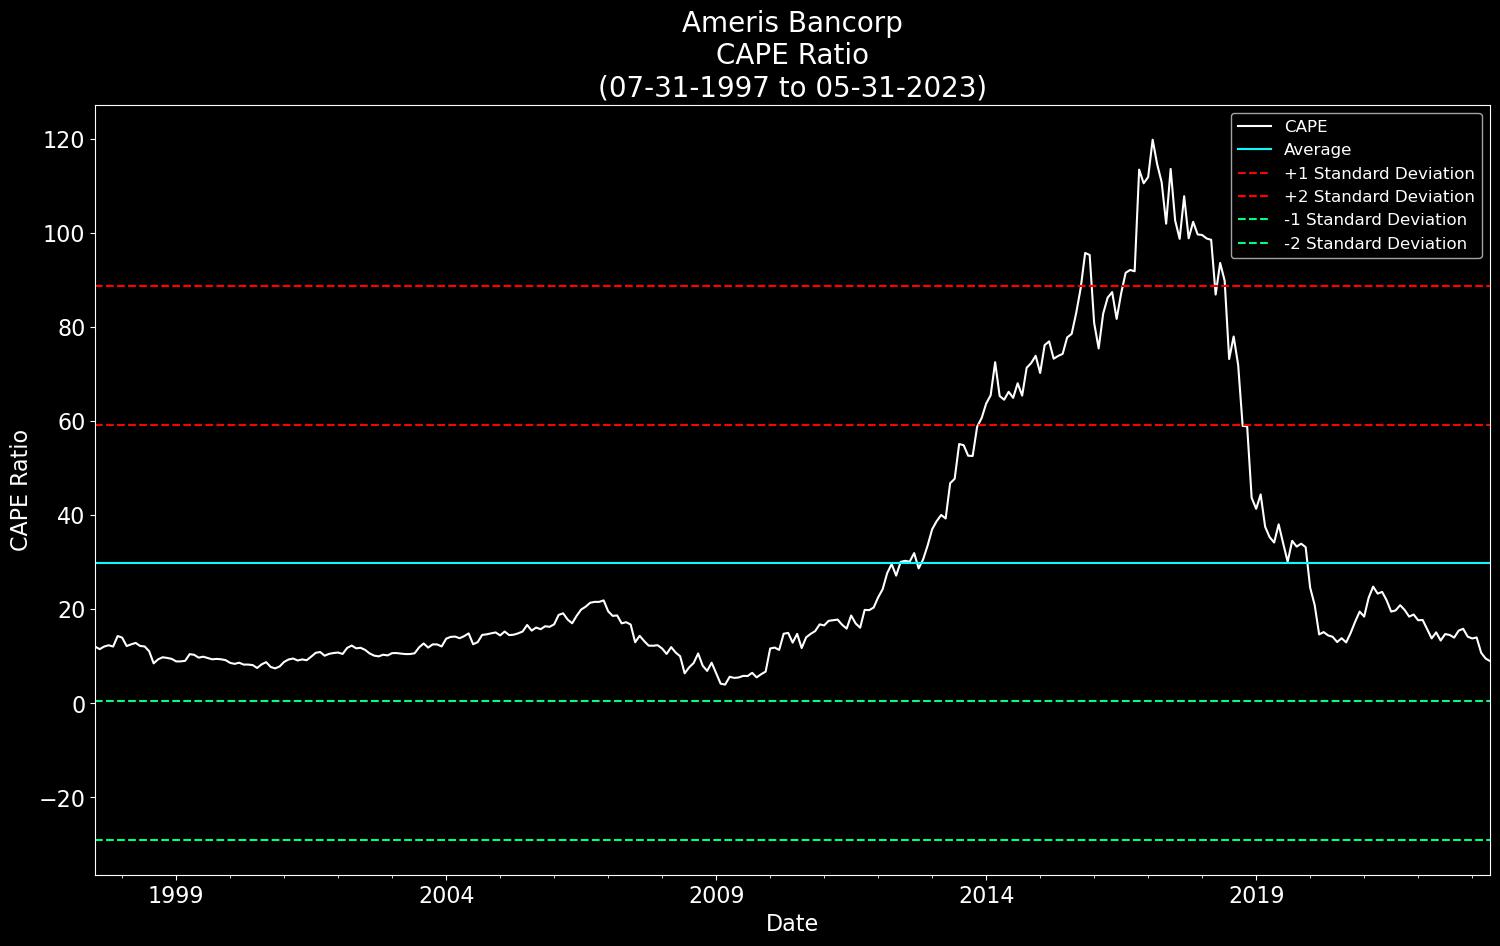 Ameris Bancorp
CAPE Ratio
(07-31-1997 to 05-31-2023)
CAPE
Average
+1 Standard Deviation
+2 Standard Deviation
-1 Standard Deviation
-2 Standard Deviation
120
100
80
60
40
20
0
−20
CAPE Ratio
1999 2004 2009 2014 2019
Date